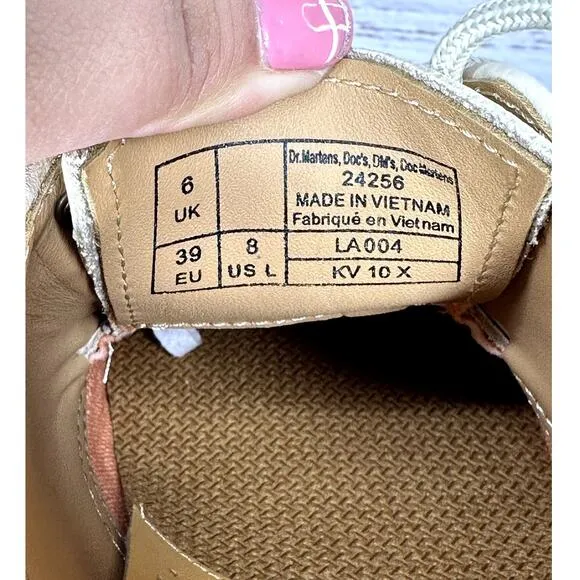 Dr.Martens, Doc's, DM's, Doc Martens
6 24256
UK MADE IN VIETNAM
Fabriqué en Vietnam
39 8 LA004
EU US L KV 10 X